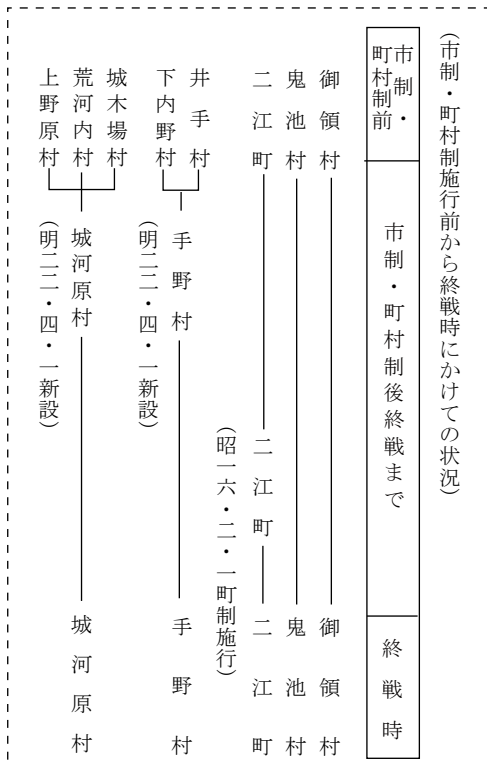 (市制・町村制施行前から終戦時にかけての状況)
市制・町村制前
市制・町村制後終戦まで
終戦時
御領村
御領村
鬼池村
鬼池村
二江町
二江町
(昭一六・二・一町制施行)
二江町
井手村
下内野村
手野村
(明二二・四・一新設)
手野村
城木場村
荒河内村
上野原村
城河原村
(明二二・四・一新設)
城河原村